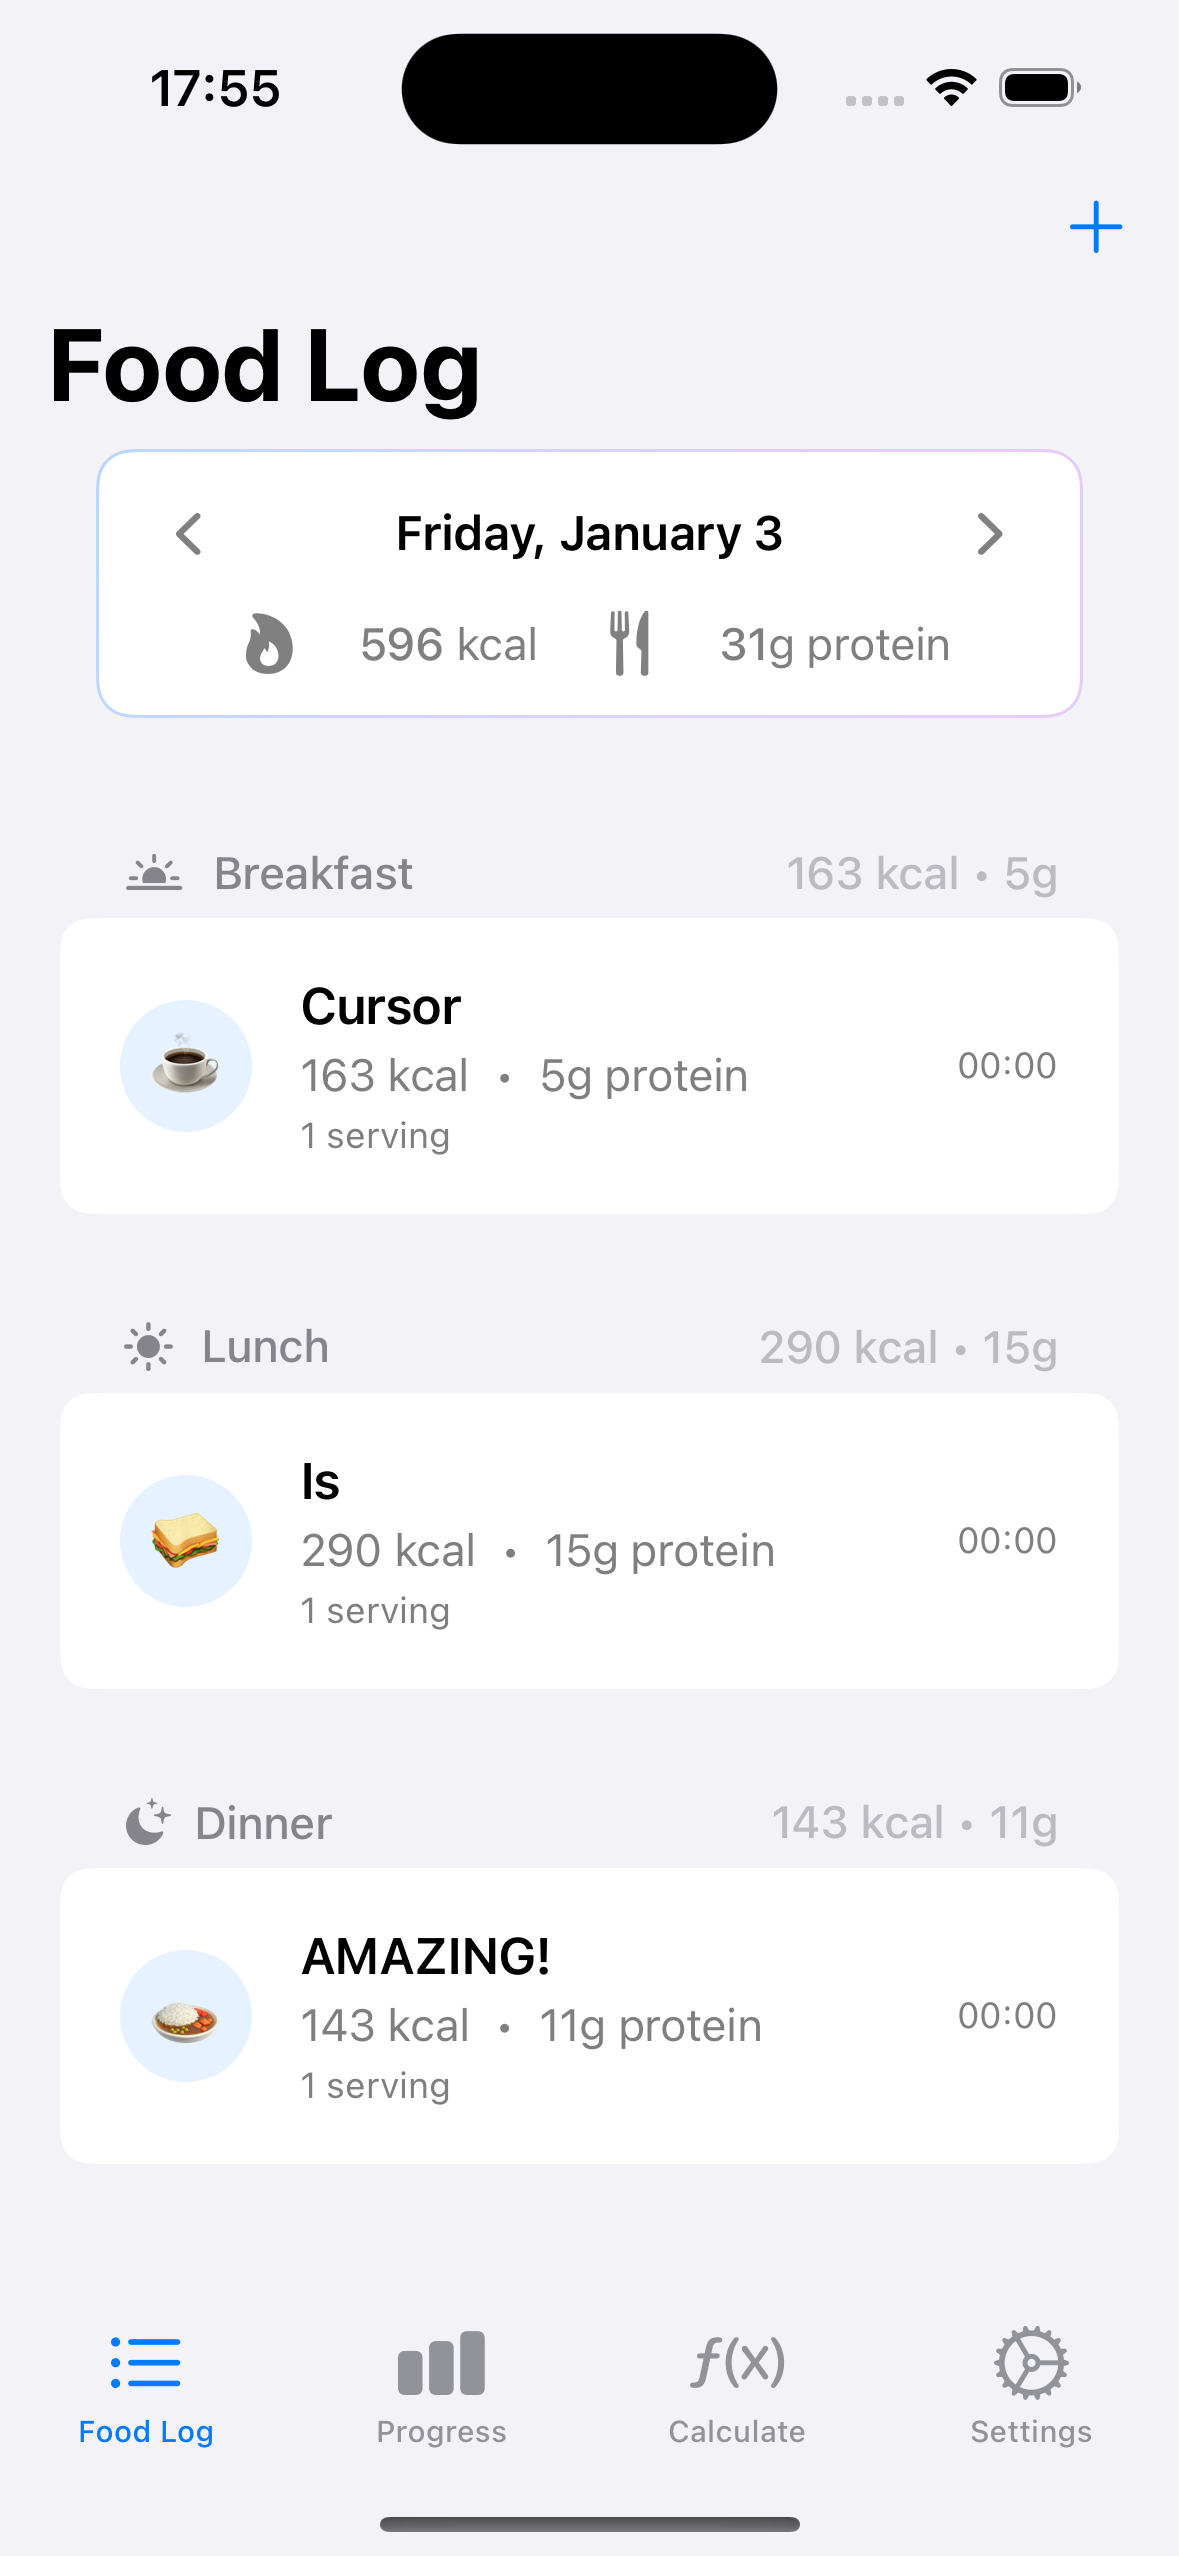 17:55
Food Log
Friday, January 3
596 kcal 31g protein
Breakfast 163 kcal • 5g
Cursor
163 kcal • 5g protein
00:00
1 serving
Lunch 290 kcal • 15g
Is
290 kcal • 15g protein
00:00
1 serving
Dinner 143 kcal • 11g
AMAZING!
143 kcal • 11g protein
00:00
1 serving
f(x)
Food Log Progress Calculate Settings